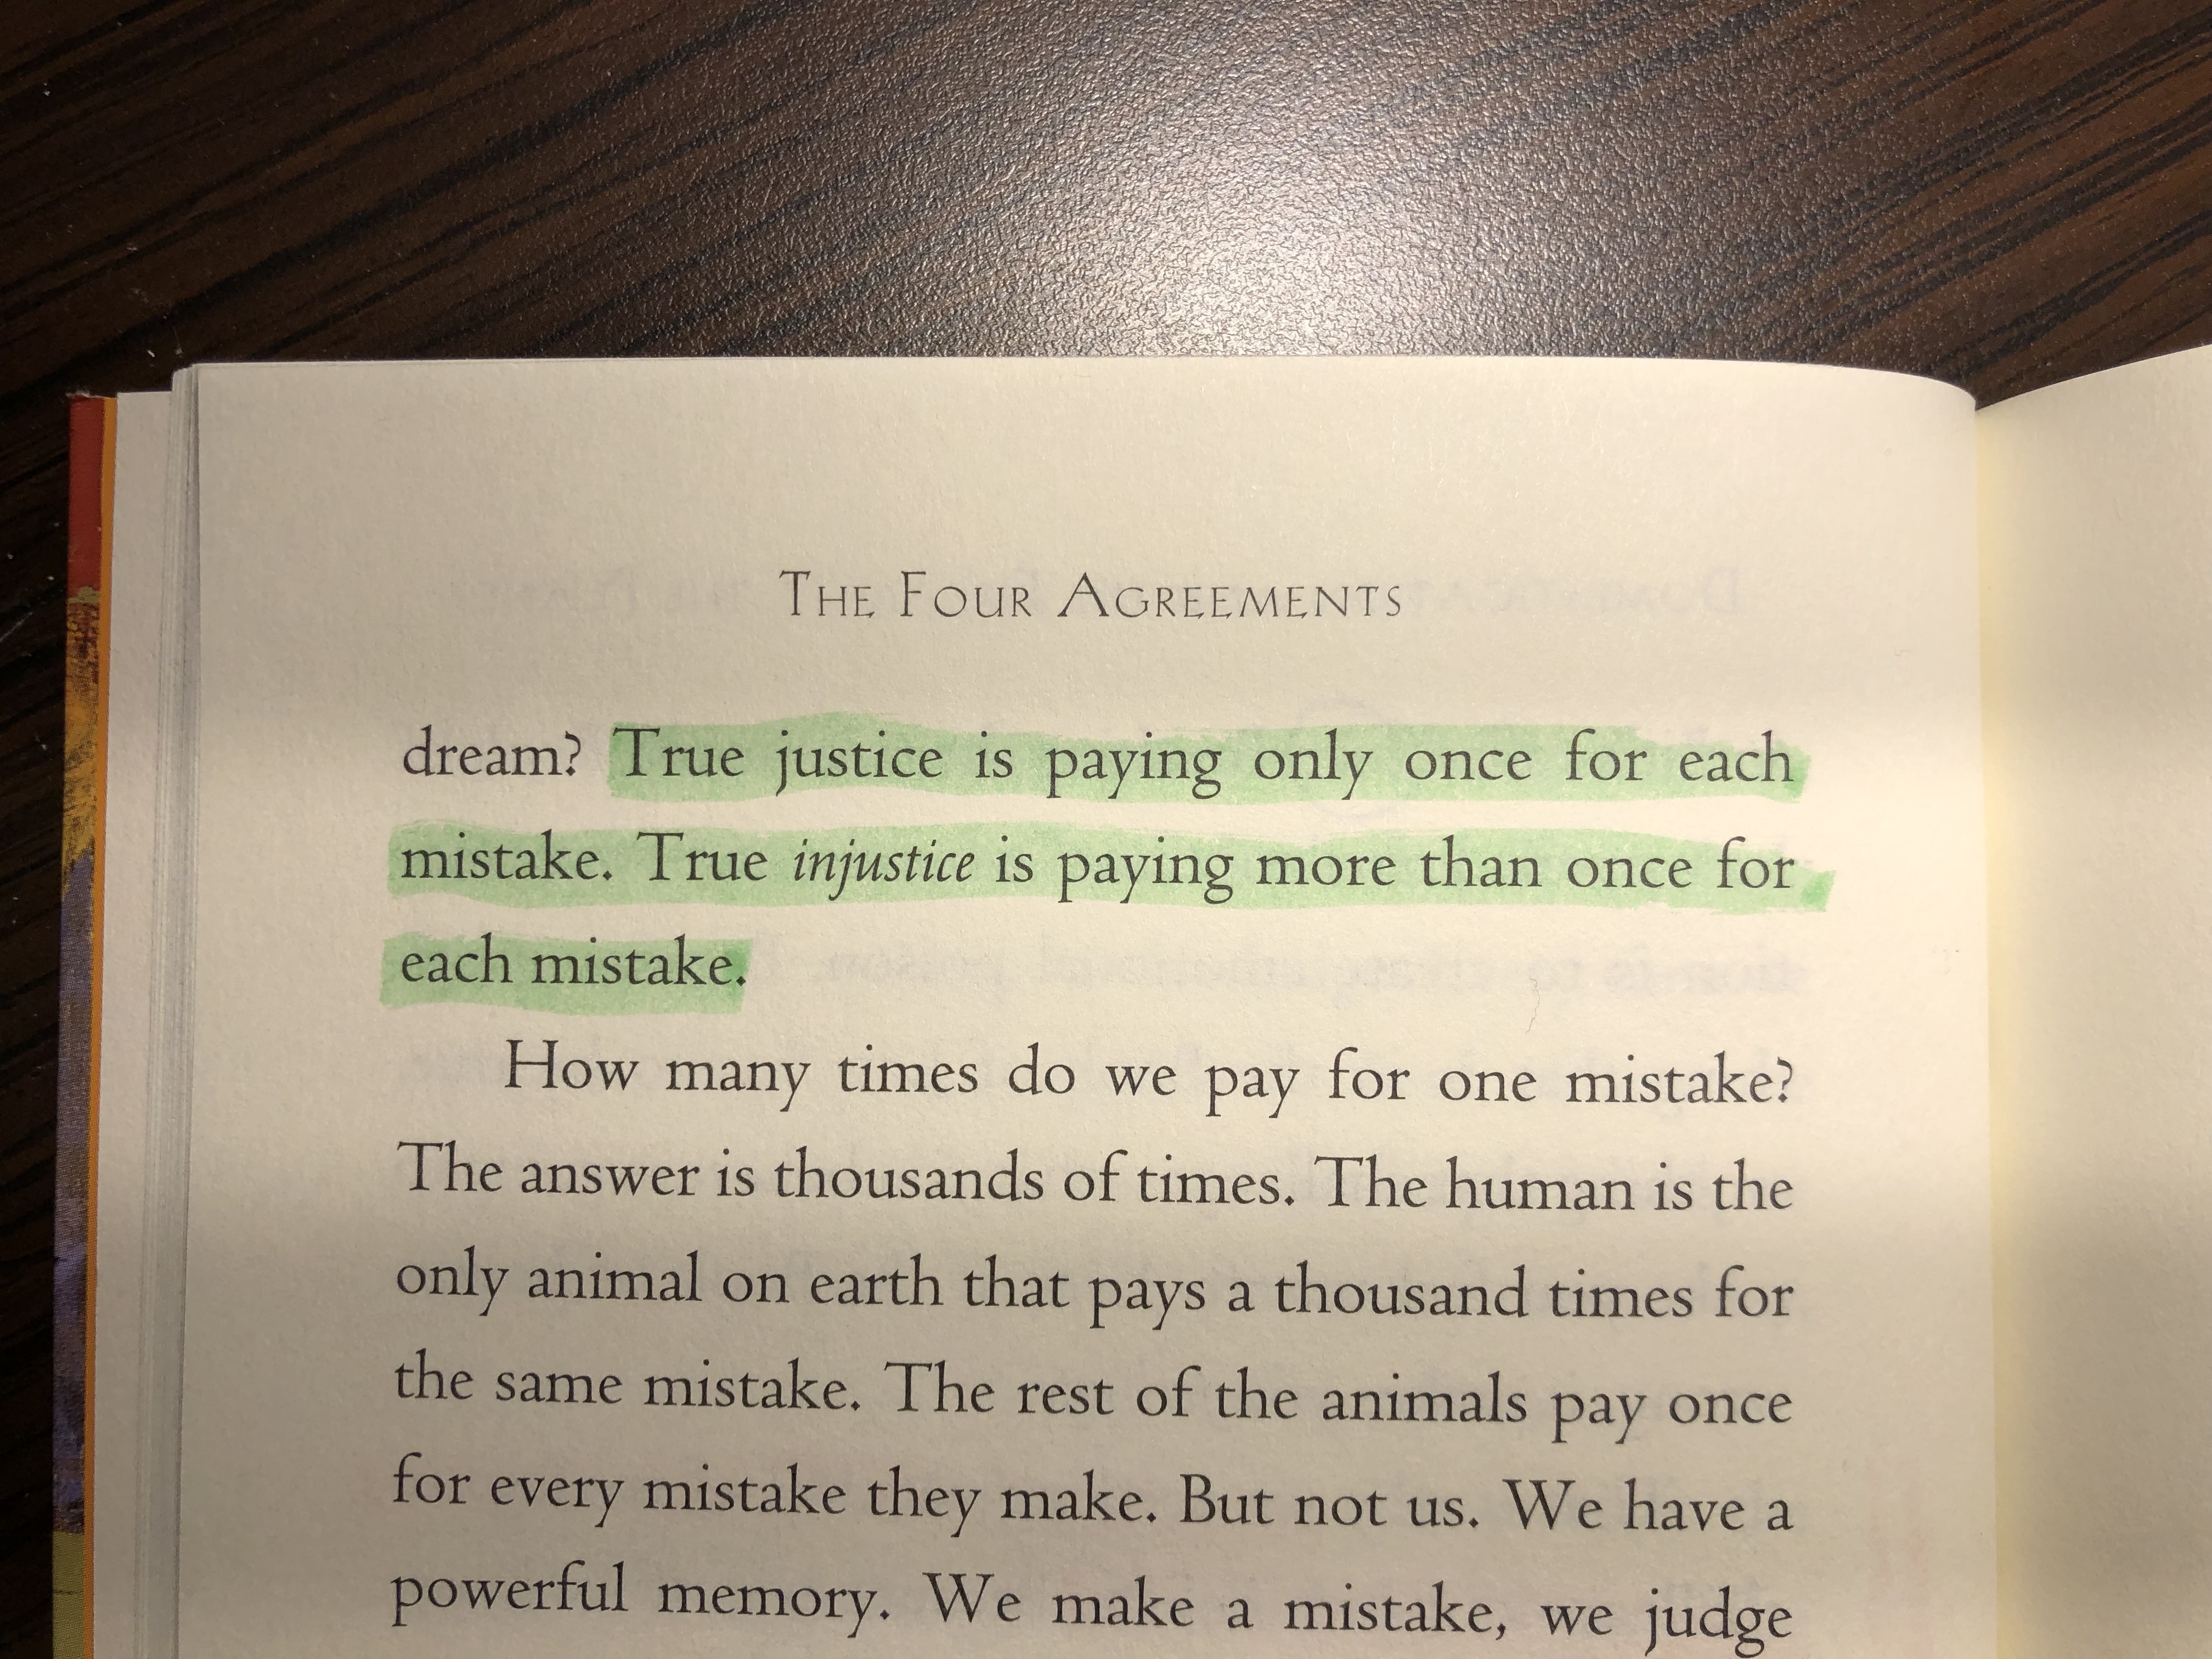 THE FOUR AGREEMENTS
dream? True justice is paying only once for each
mistake. True injustice is paying more than once for
each mistake.
How many times do we pay for one mistake?
The answer is thousands of times. The human is the
only animal on earth that pays a thousand times for
the same mistake. The rest of the animals pay once
for every mistake they make. But not us. We have a
powerful memory. We make a mistake, we judge